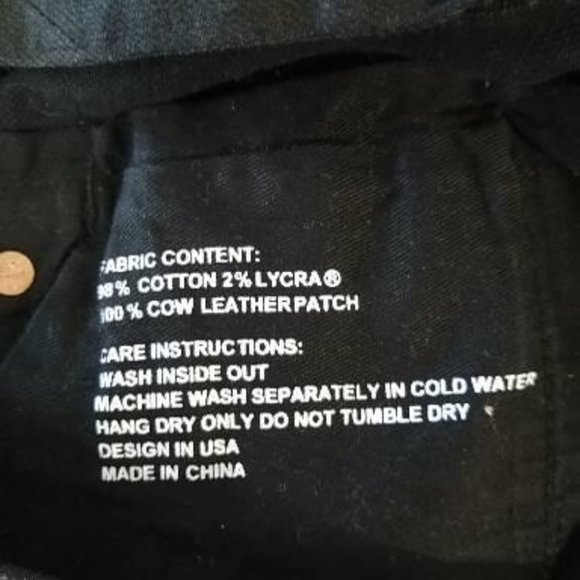 FABRIC CONTENT:
98% COTTON 2% LYCRA®
100% COW LEATHER PATCH
CARE INSTRUCTIONS:
WASH INSIDE OUT
MACHINE WASH SEPARATELY IN COLD WATER
HANG DRY ONLY DO NOT TUMBLE DRY
DESIGN IN USA
MADE IN CHINA